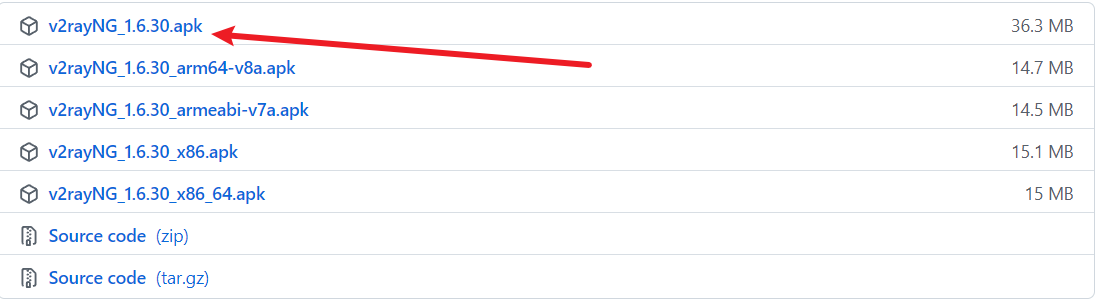 v2rayNG_1.6.30.apk 36.3 MB
v2rayNG_1.6.30_arm64-v8a.apk 14.7 MB
v2rayNG_1.6.30_armeabi-v7a.apk 14.5 MB
v2rayNG_1.6.30_x86.apk 15.1 MB
v2rayNG_1.6.30_x86_64.apk 15 MB
Source code (zip)
Source code (tar.gz)